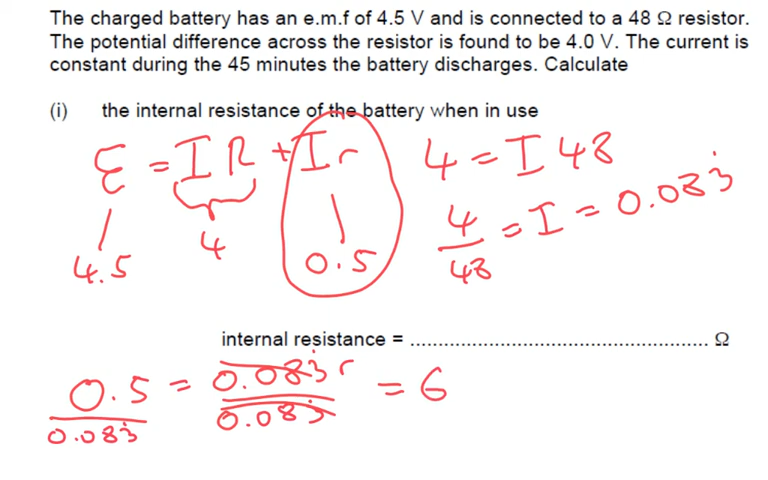 The charged battery has an e.m.f of 4.5 V and is connected to a 48 Ω resistor.
The potential difference across the resistor is found to be 4.0 V. The current is
constant during the 45 minutes the battery discharges. Calculate
(i) the internal resistance of the battery when in use
Ɛ = IR + Ir
4.5
4
0.5
4 = I 48
4/48 = I = 0.083̇
internal resistance = ........................................................ Ω
0.5/0.083̇ = 0.083̇ r/0.083̇ = 6